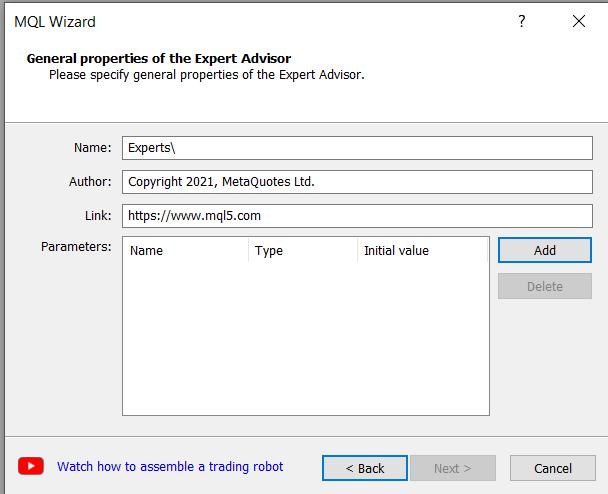 MQL Wizard
?
General properties of the Expert Advisor
Please specify general properties of the Expert Advisor.
Name: Experts\
Author: Copyright 2021, MetaQuotes Ltd.
Link: https://www.mql5.com
Parameters: Name Type Initial value Add
Delete
Watch how to assemble a trading robot < Back Next > Cancel